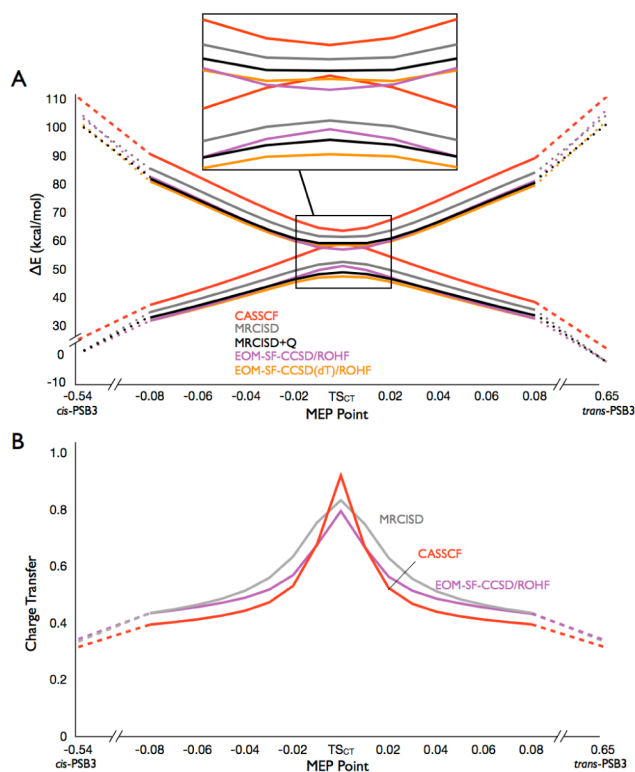 A
110
100
90
80
70
60
50
40
30
0
-10
ΔE (kcal/mol)
CASSCF
MRCISD
MRCISD+Q
EOM-SF-CCSD/ROHF
EOM-SF-CCSD(dT)/ROHF
-0.54 -0.08 -0.06 -0.04 -0.02 TSCT 0.02 0.04 0.06 0.08 0.65
cis-PSB3 MEP Point trans-PSB3
B
1.0
0.8
0.6
0.4
0.2
0
Charge Transfer
MRCISD
CASSCF
EOM-SF-CCSD/ROHF
-0.54 -0.08 -0.06 -0.04 -0.02 TSCT 0.02 0.04 0.06 0.08 0.65
cis-PSB3 MEP Point trans-PSB3